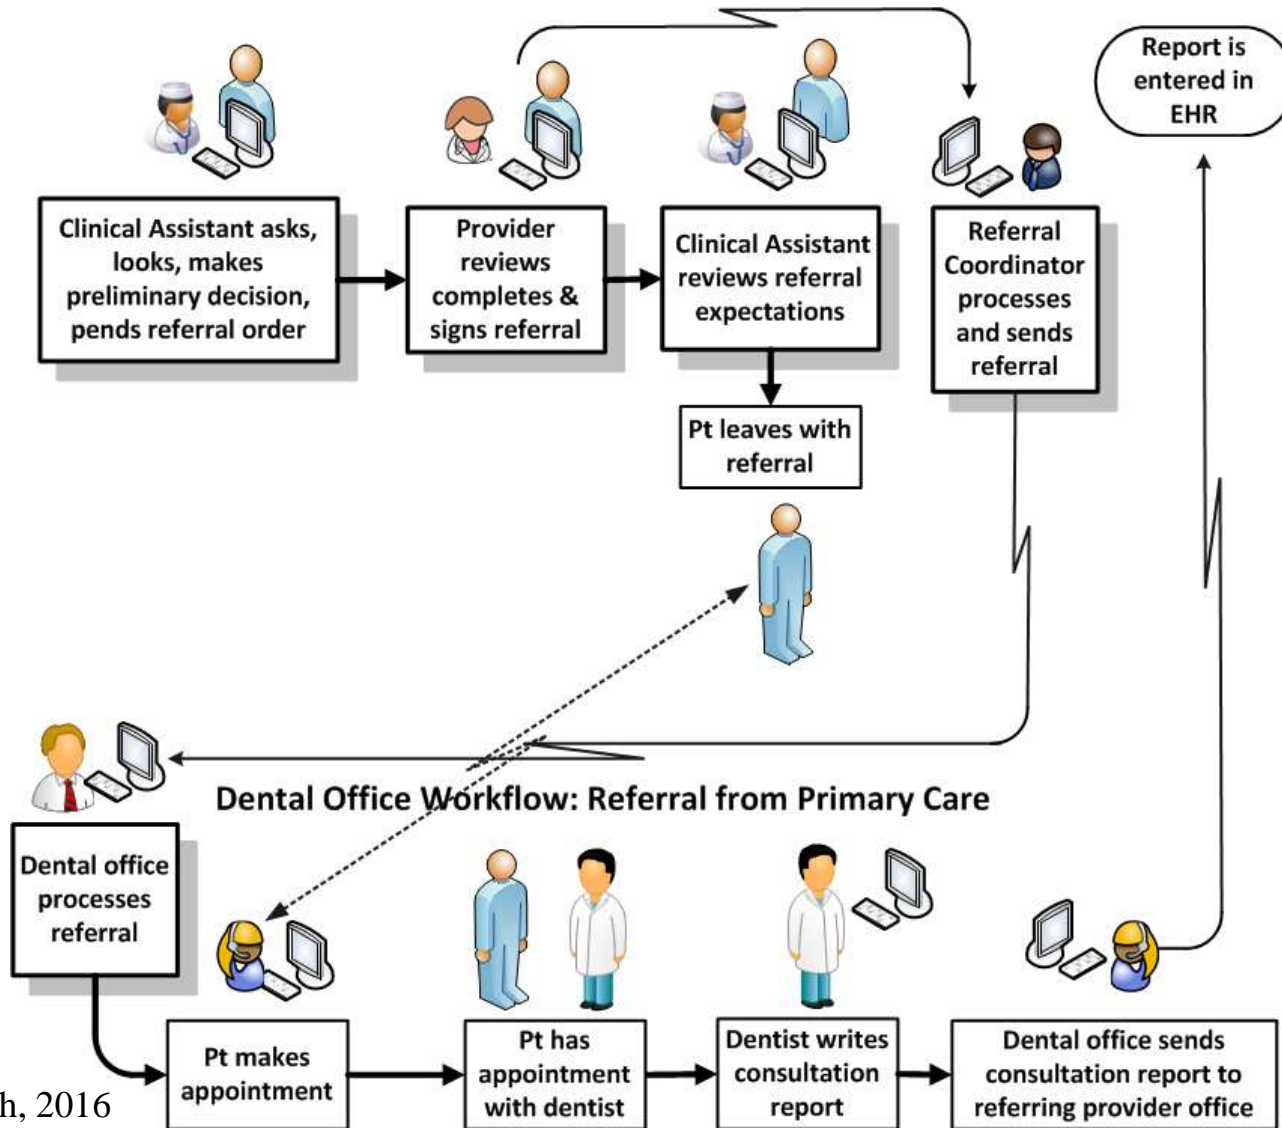 Report is
entered in
EHR
Clinical Assistant asks,
looks, makes
preliminary decision,
pends referral order
Provider
reviews
completes &
signs referral
Clinical Assistant
reviews referral
expectations
Referral
Coordinator
processes
and sends
referral
Pt leaves with
referral
Dental Office Workflow: Referral from Primary Care
Dental office
processes
referral
Pt makes
appointment
Pt has
appointment
with dentist
Dentist writes
consultation
report
Dental office sends
consultation report to
referring provider office
h, 2016